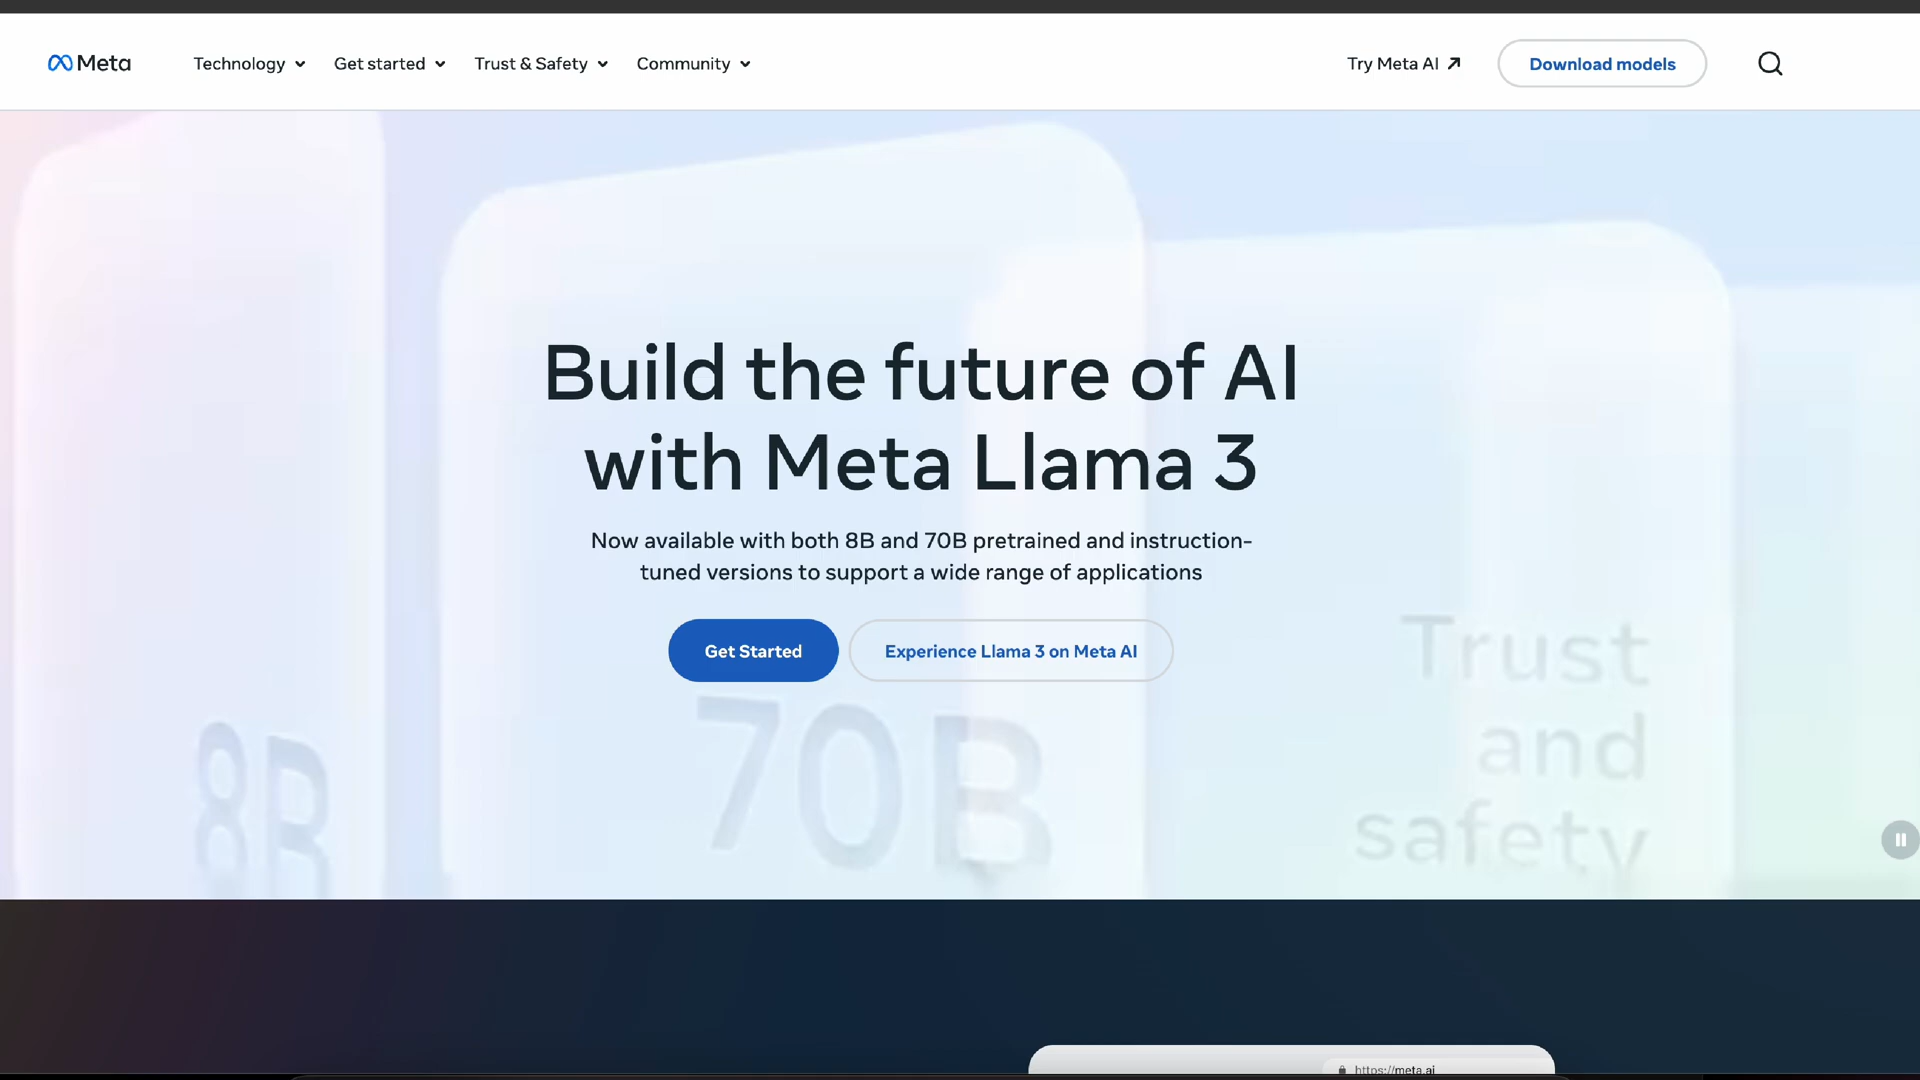 Meta
Technology
Get started
Trust & Safety
Community
Try Meta AI
Download models
Build the future of AI
with Meta Llama 3
Now available with both 8B and 70B pretrained and instruction-
tuned versions to support a wide range of applications
Get Started
Experience Llama 3 on Meta AI
8B
70B
Trust
and
safety
https://meta.ai